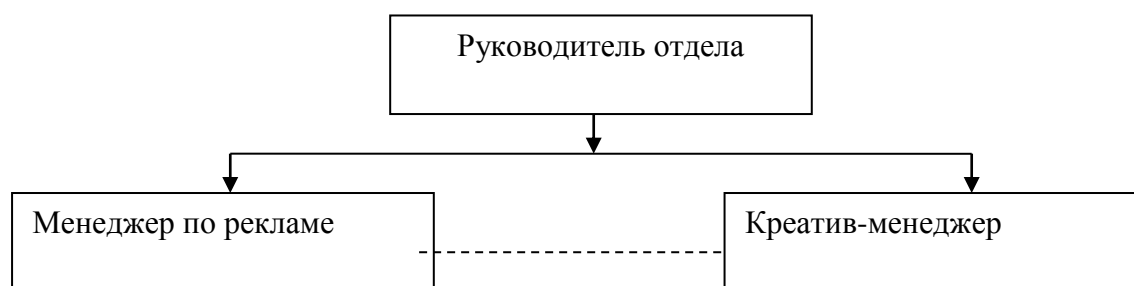 Руководитель отдела
Менеджер по рекламе
Креатив-менеджер